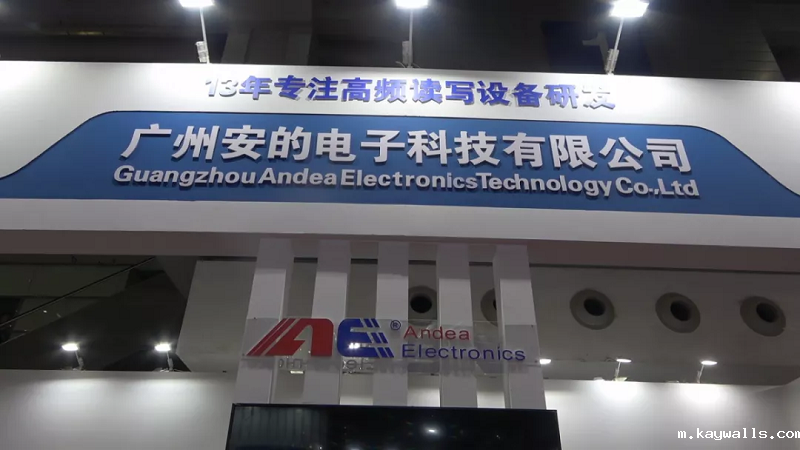 13年专注高频读写设备研发
广州安的电子科技有限公司
Guangzhou Andea Electronics Technology Co.,Ltd
AE® Andea
Electronics
m.kaywalls.com